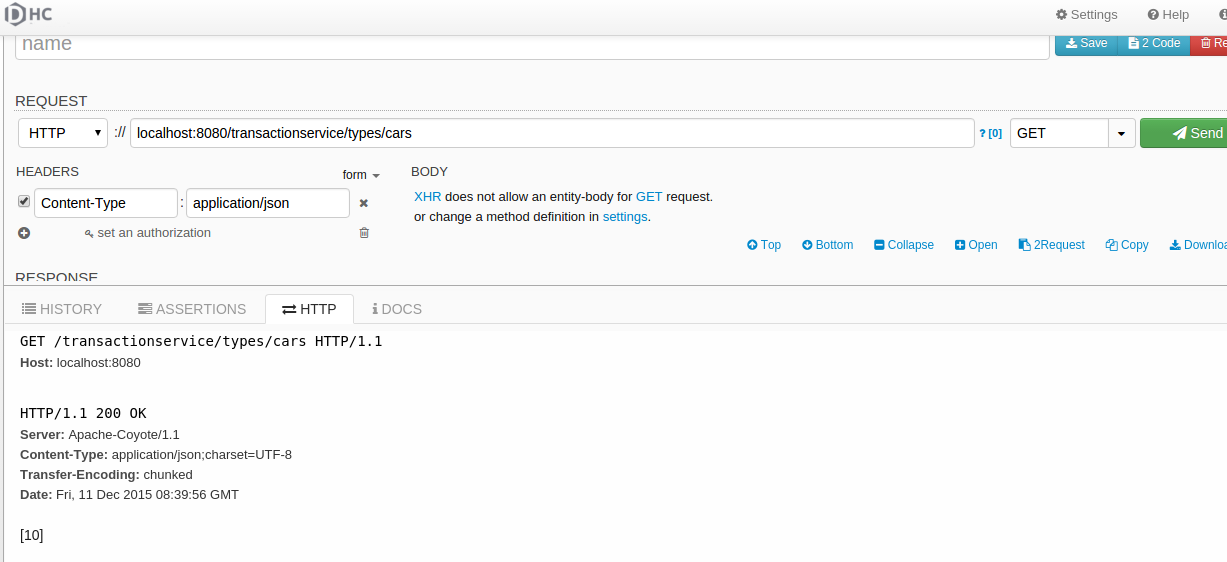 DHC Settings Help
name Save 2 Code
REQUEST
HTTP :// localhost:8080/transactionservice/types/cars ? [0] GET Send
HEADERS form BODY
Content-Type : application/json XHR does not allow an entity-body for GET request.
or change a method definition in settings.
set an authorization
Top Bottom Collapse Open 2Request Copy
RESPONSE
HISTORY ASSERTIONS HTTP DOCS
GET /transactionservice/types/cars HTTP/1.1
Host: localhost:8080
HTTP/1.1 200 OK
Server: Apache-Coyote/1.1
Content-Type: application/json;charset=UTF-8
Transfer-Encoding: chunked
Date: Fri, 11 Dec 2015 08:39:56 GMT
[10]